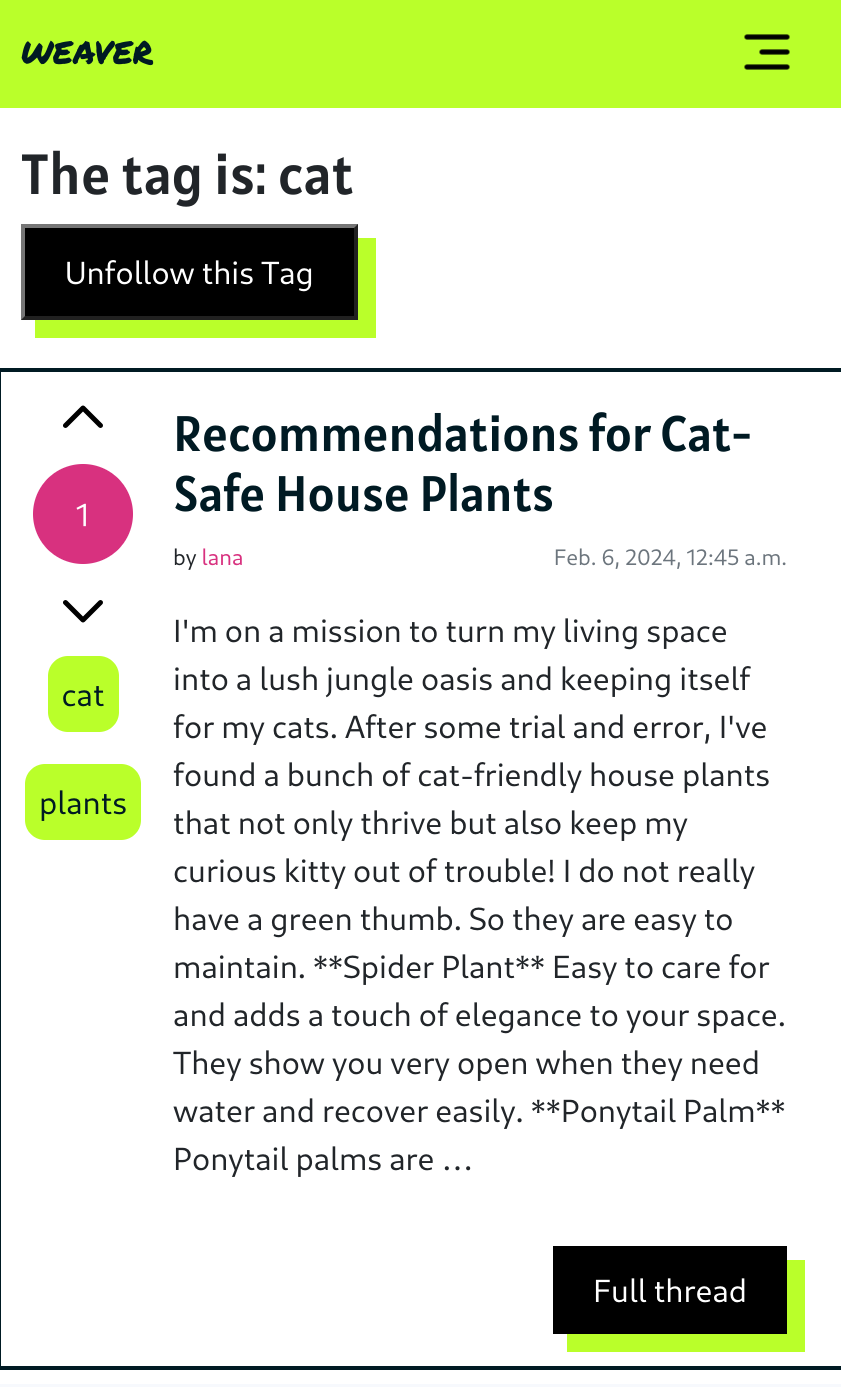 WEAVER
The tag is: cat
Unfollow this Tag
Recommendations for Cat-
Safe House Plants
1
by lana
Feb. 6, 2024, 12:45 a.m.
cat
plants
I'm on a mission to turn my living space
into a lush jungle oasis and keeping itself
for my cats. After some trial and error, I've
found a bunch of cat-friendly house plants
that not only thrive but also keep my
curious kitty out of trouble! I do not really
have a green thumb. So they are easy to
maintain. **Spider Plant** Easy to care for
and adds a touch of elegance to your space.
They show you very open when they need
water and recover easily. **Ponytail Palm**
Ponytail palms are …
Full thread